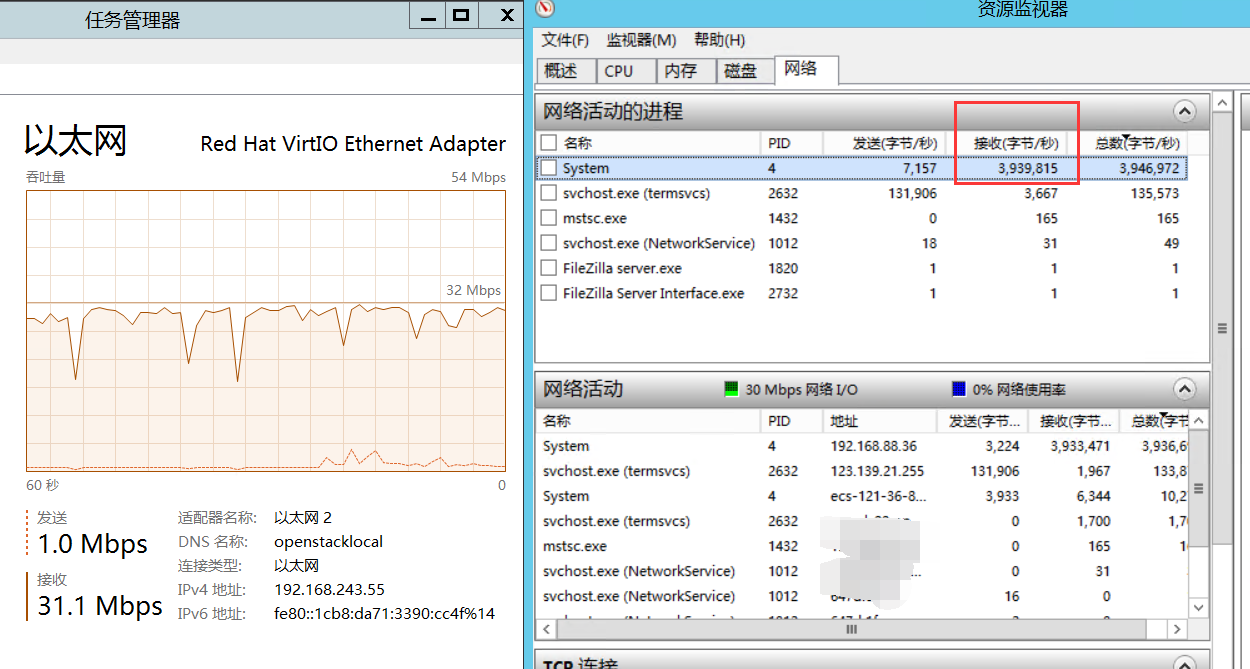 任务管理器
以太网
Red Hat VirtIO Ethernet Adapter
吞吐量
54 Mbps
32 Mbps
60 秒
0
发送
1.0 Mbps
接收
31.1 Mbps
适配器名称: 以太网 2
DNS 名称: openstacklocal
连接类型: 以太网
IPv4 地址: 192.168.243.55
IPv6 地址: fe80::1cb8:da71:3390:cc4f%14
资源监视器
文件(F) 监视器(M) 帮助(H)
概述 CPU 内存 磁盘 网络
网络活动的进程
名称 PID 发送(字节/秒) 接收(字节/秒) 总数(字节/秒)
System 4 7,157 3,939,815 3,946,972
svchost.exe (termsvcs) 2632 131,906 3,667 135,573
mstsc.exe 1432 0 165 165
svchost.exe (NetworkService) 1012 18 31 49
FileZilla server.exe 1820 1 1 1
FileZilla Server Interface.exe 2732 1 1 1
网络活动 30 Mbps 网络 I/O 0% 网络使用率
名称 PID 地址 发送(字节... 接收(字节... 总数(字节
System 4 192.168.88.36 3,224 3,933,471 3,936,6
svchost.exe (termsvcs) 2632 123.139.21.255 131,906 1,967 133,8
System 4 ecs-121-36-8... 3,933 6,344 10,2
svchost.exe (termsvcs) 2632 0 1,700 1,7
mstsc.exe 1432 0 165 1
svchost.exe (NetworkService) 1012 0 31
svchost.exe (NetworkService) 1012 16 0
TCP 连接